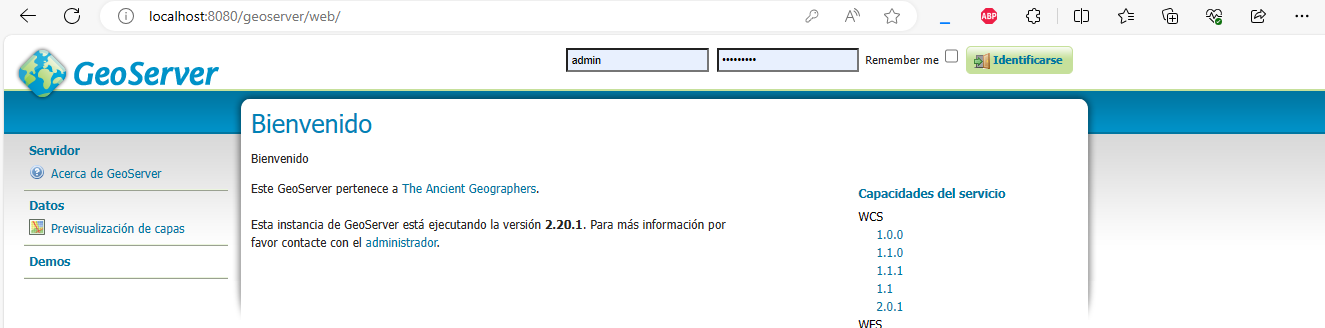 localhost:8080/geoserver/web/
ABP
GeoServer
admin
•••••••••
Remember me
Identificarse
Bienvenido
Servidor
Acerca de GeoServer
Datos
Previsualización de capas
Demos
Bienvenido
Este GeoServer pertenece a The Ancient Geographers.
Esta instancia de GeoServer está ejecutando la versión 2.20.1. Para más información por
favor contacte con el administrador.
Capacidades del servicio
WCS
1.0.0
1.1.0
1.1.1
1.1
2.0.1
WFS